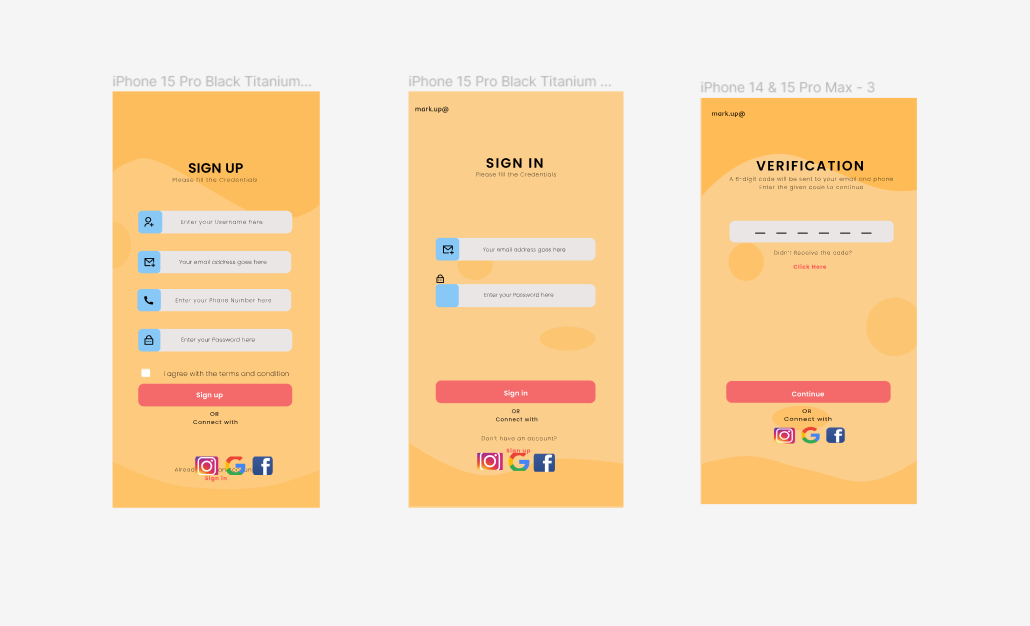 iPhone 15 Pro Black Titanium...
SIGN UP
Please fill the Credentials
Enter your Username here
Your email address goes here
Enter your Phone Number here
Enter your Password here
I agree with the terms and condition
Sign up
OR
Connect with
Sign in
iPhone 15 Pro Black Titanium ...
mark.up@
SIGN IN
Please fill the Credentials
Your email address goes here
Enter your Password here
Sign in
OR
Connect with
Don't have an account?
Sign up
iPhone 14 & 15 Pro Max - 3
mark.up@
VERIFICATION
A 6-digit code will be sent to your email and phone
Enter the given code to continue
Didn't Receive the code?
Click Here
Continue
OR
Connect with